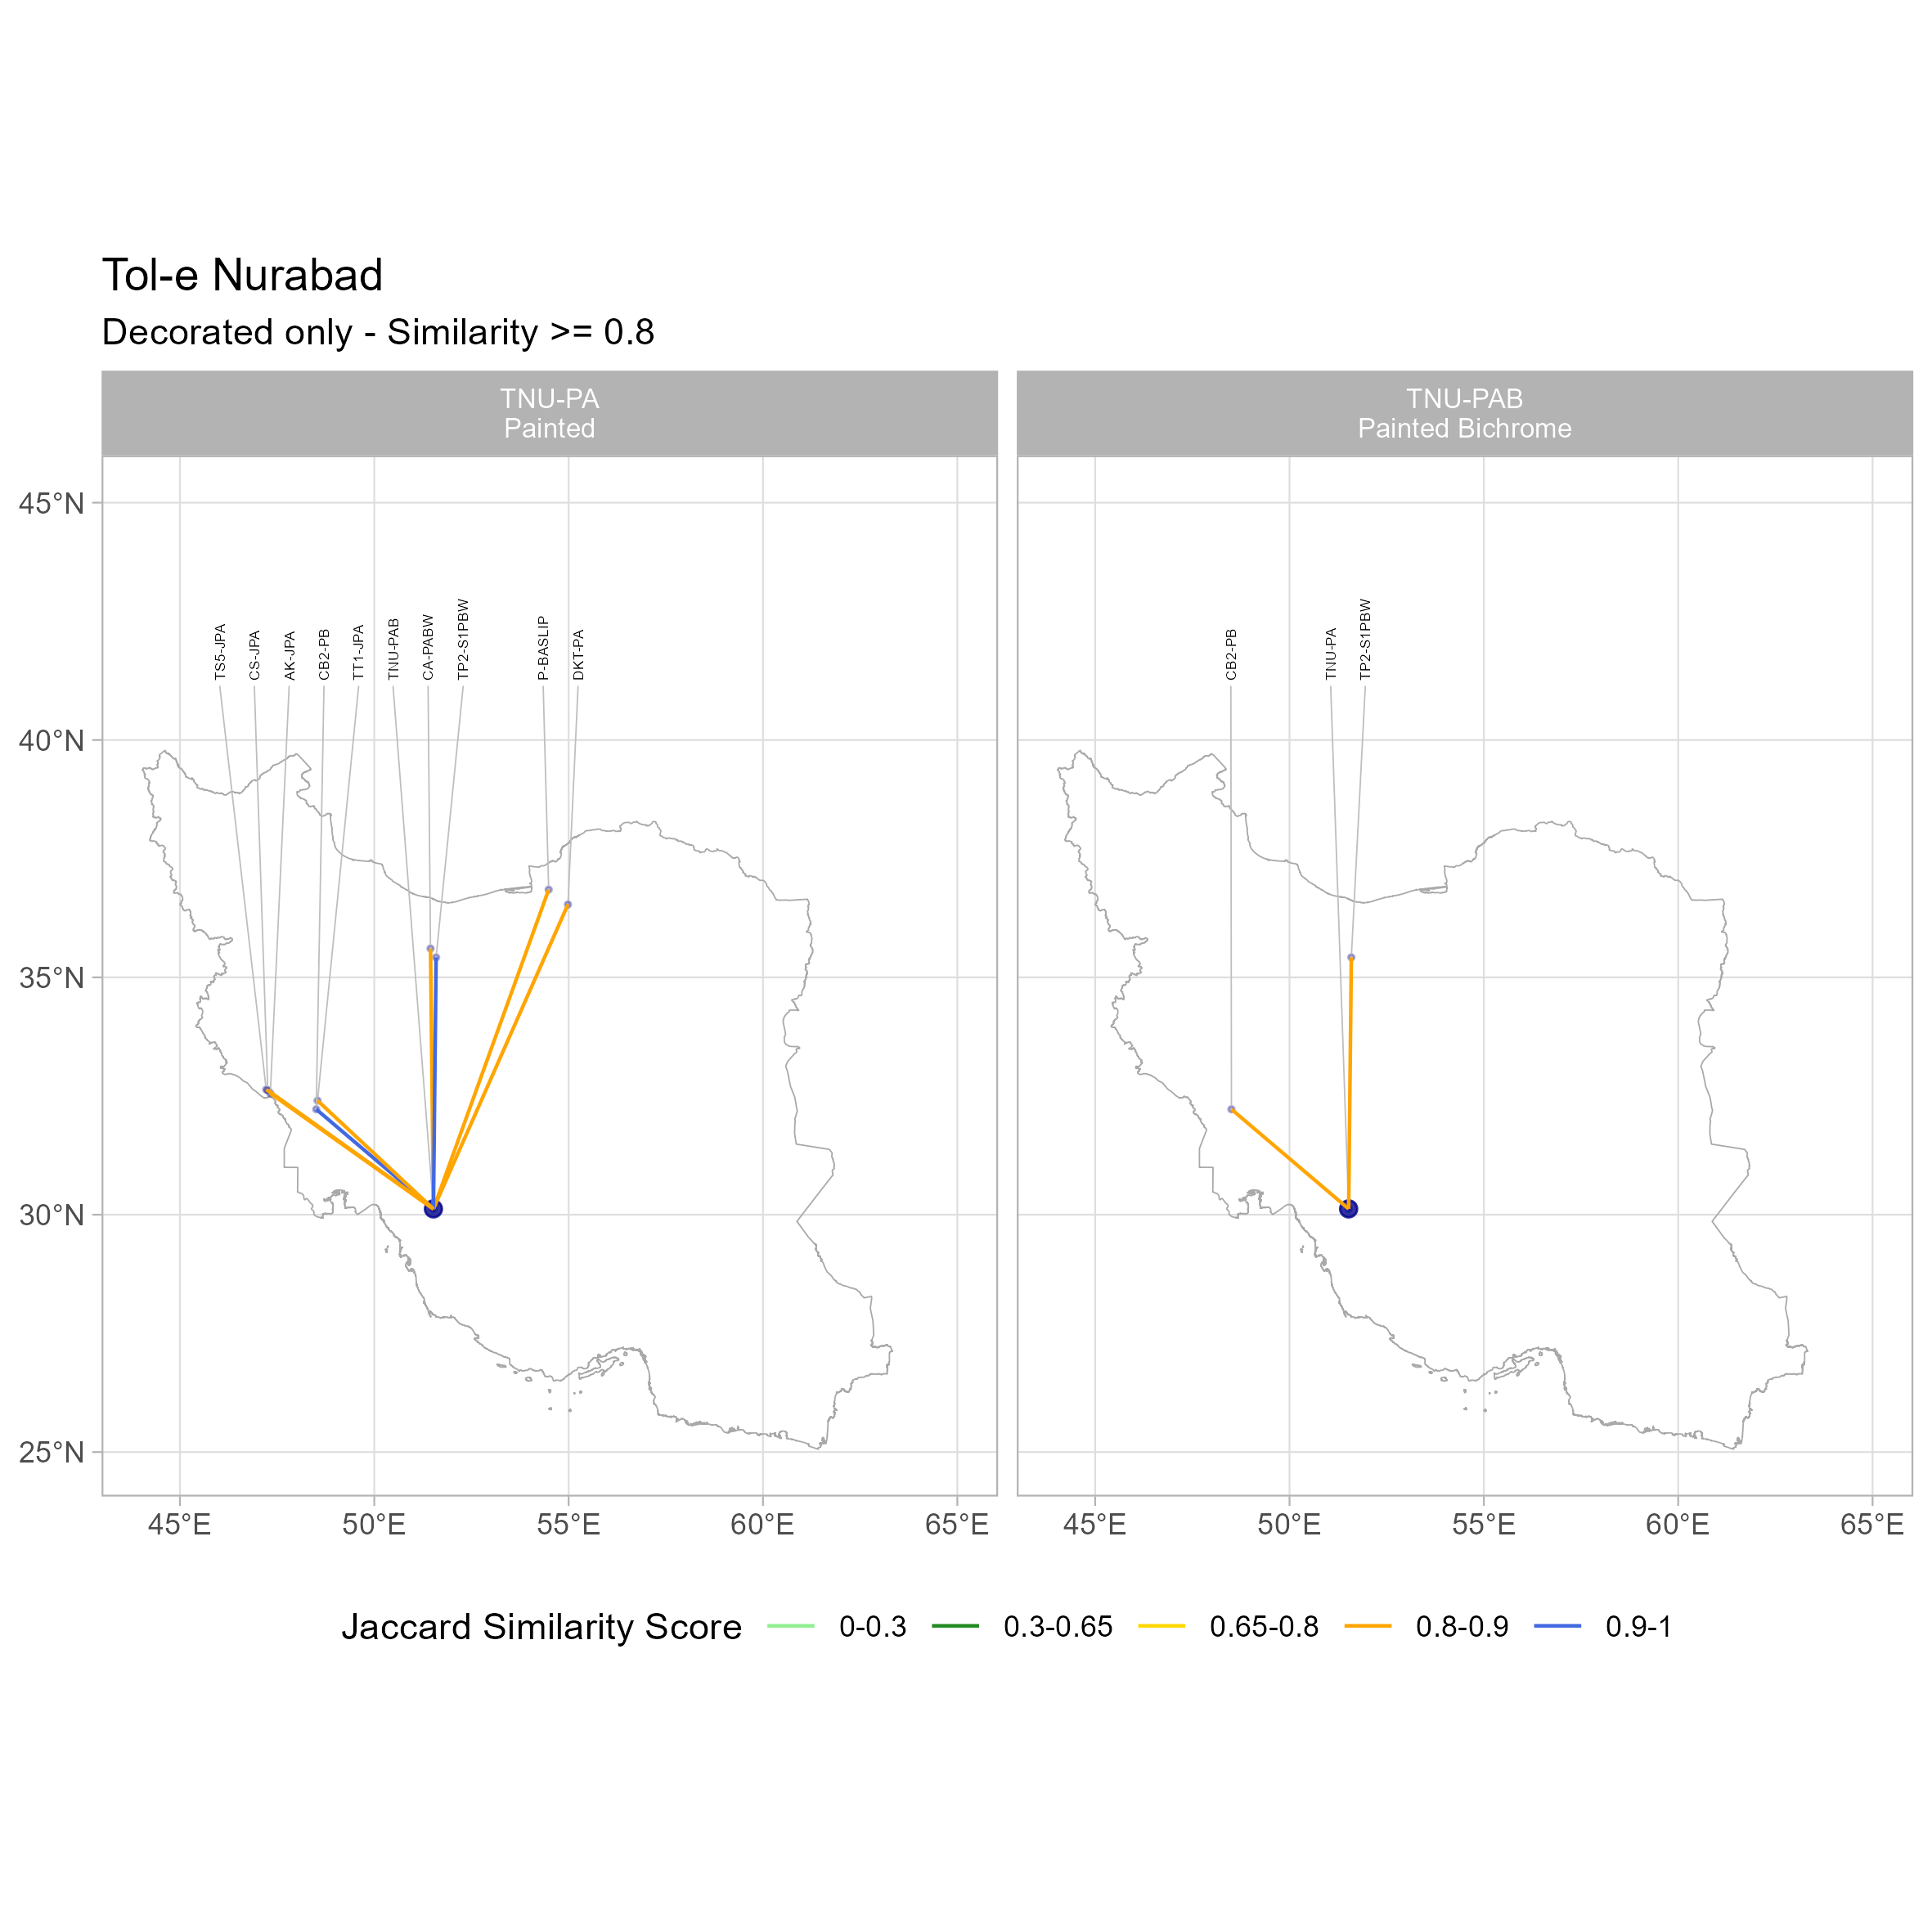 Tol-e Nurabad
Decorated only - Similarity >= 0.8
TNU-PA
Painted
TNU-PAB
Painted Bichrome
45°N
40°N
35°N
30°N
25°N
TS5-JPA
CS-JPA
AK-JPA
CB2-PB
TT1-JPA
TNU-PAB
CA-PABW
TP2-S1PBW
P-BASLIP
DKT-PA
CB2-PB
TNU-PA
TP2-S1PBW
45°E 50°E 55°E 60°E 65°E
45°E 50°E 55°E 60°E 65°E
Jaccard Similarity Score 0-0.3 0.3-0.65 0.65-0.8 0.8-0.9 0.9-1